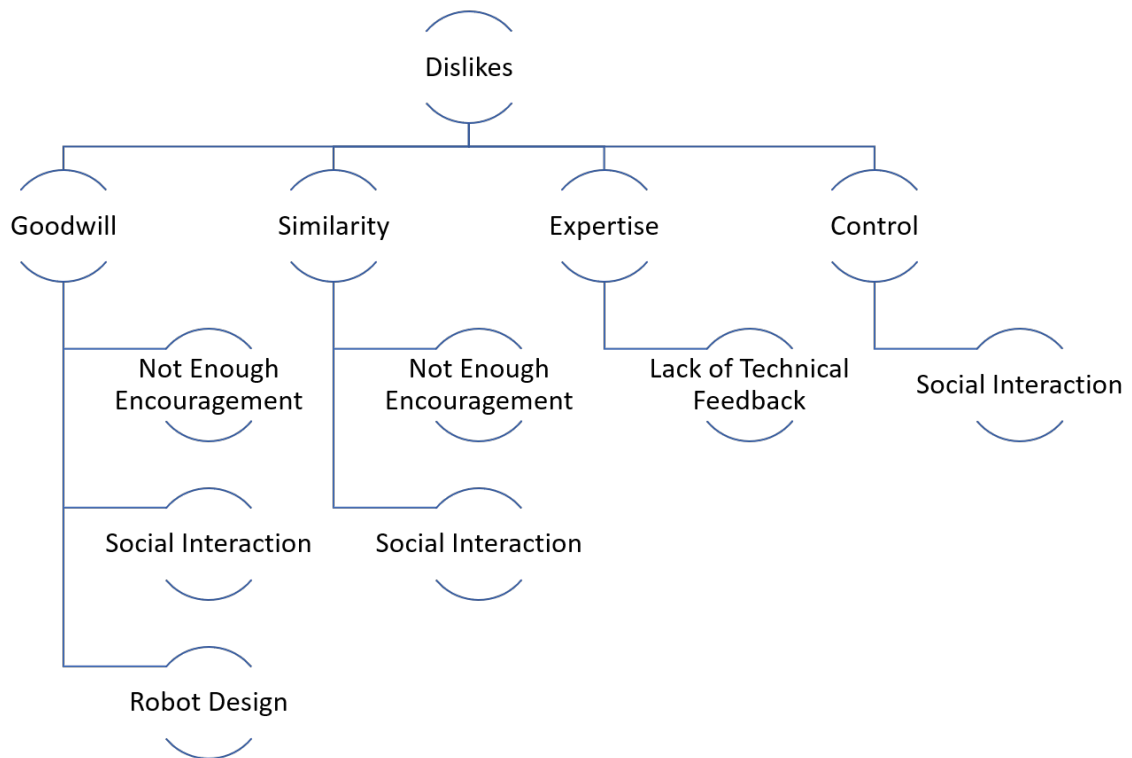 Dislikes
Goodwill
Similarity
Expertise
Control
Not Enough
Encouragement
Not Enough
Encouragement
Lack of Technical
Feedback
Social Interaction
Social Interaction
Social Interaction
Robot Design